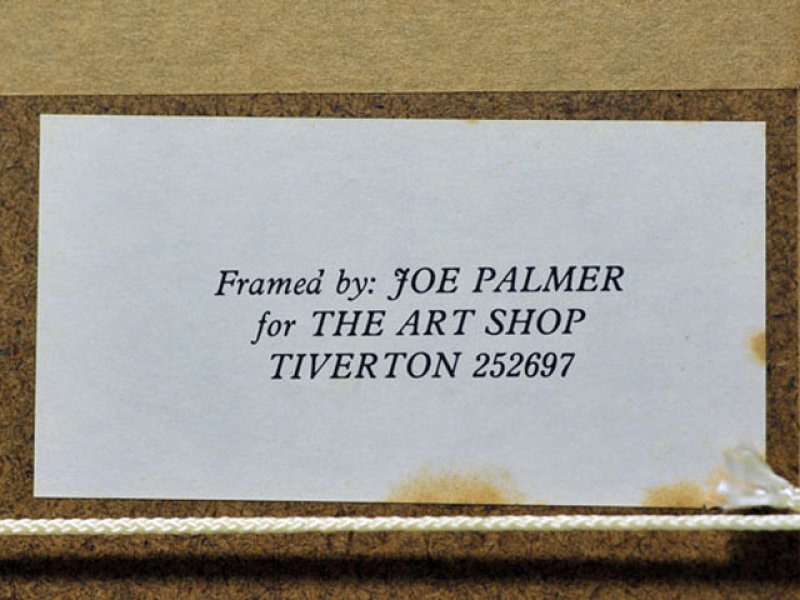 Framed by: JOE PALMER
for THE ART SHOP
TIVERTON 252697